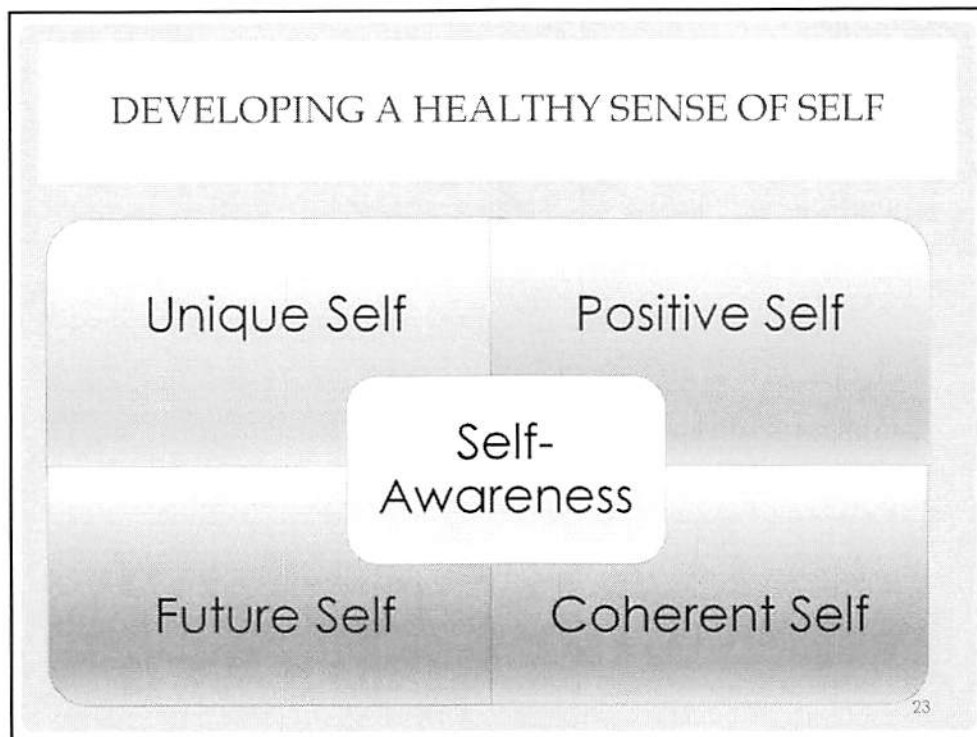 DEVELOPING A HEALTHY SENSE OF SELF
Unique Self
Positive Self
Self-
Awareness
Future Self
Coherent Self
23